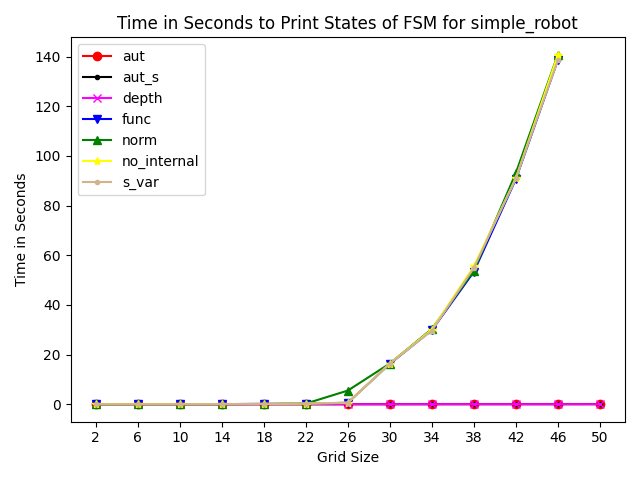 Time in Seconds to Print States of FSM for simple_robot
aut
aut_s
depth
func
norm
no_internal
s_var
Time in Seconds
140
120
100
80
60
40
20
0
2 6 10 14 18 22 26 30 34 38 42 46 50
Grid Size